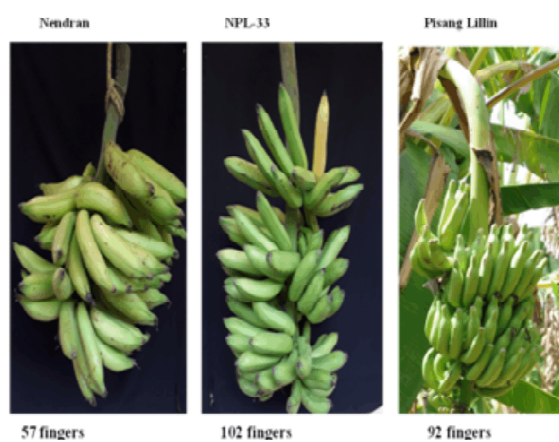 Nendran
NPL-33
Pisang Lillin
57 fingers
102 fingers
92 fingers